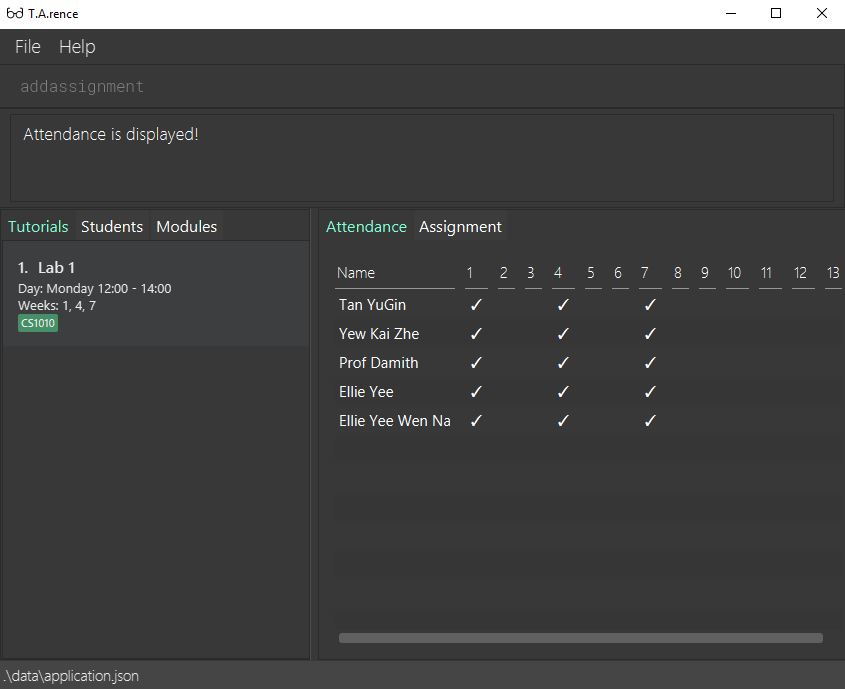 T.A.rence
File Help
addassignment
Attendance is displayed!
Tutorials Students Modules
1. Lab 1
Day: Monday 12:00 - 14:00
Weeks: 1, 4, 7
CS1010
Attendance Assignment
Name 1 2 3 4 5 6 7 8 9 10 11 12 13
Tan YuGin ✓ ✓ ✓
Yew Kai Zhe ✓ ✓ ✓
Prof Damith ✓ ✓ ✓
Ellie Yee ✓ ✓ ✓
Ellie Yee Wen Na ✓ ✓ ✓
.\data\application.json